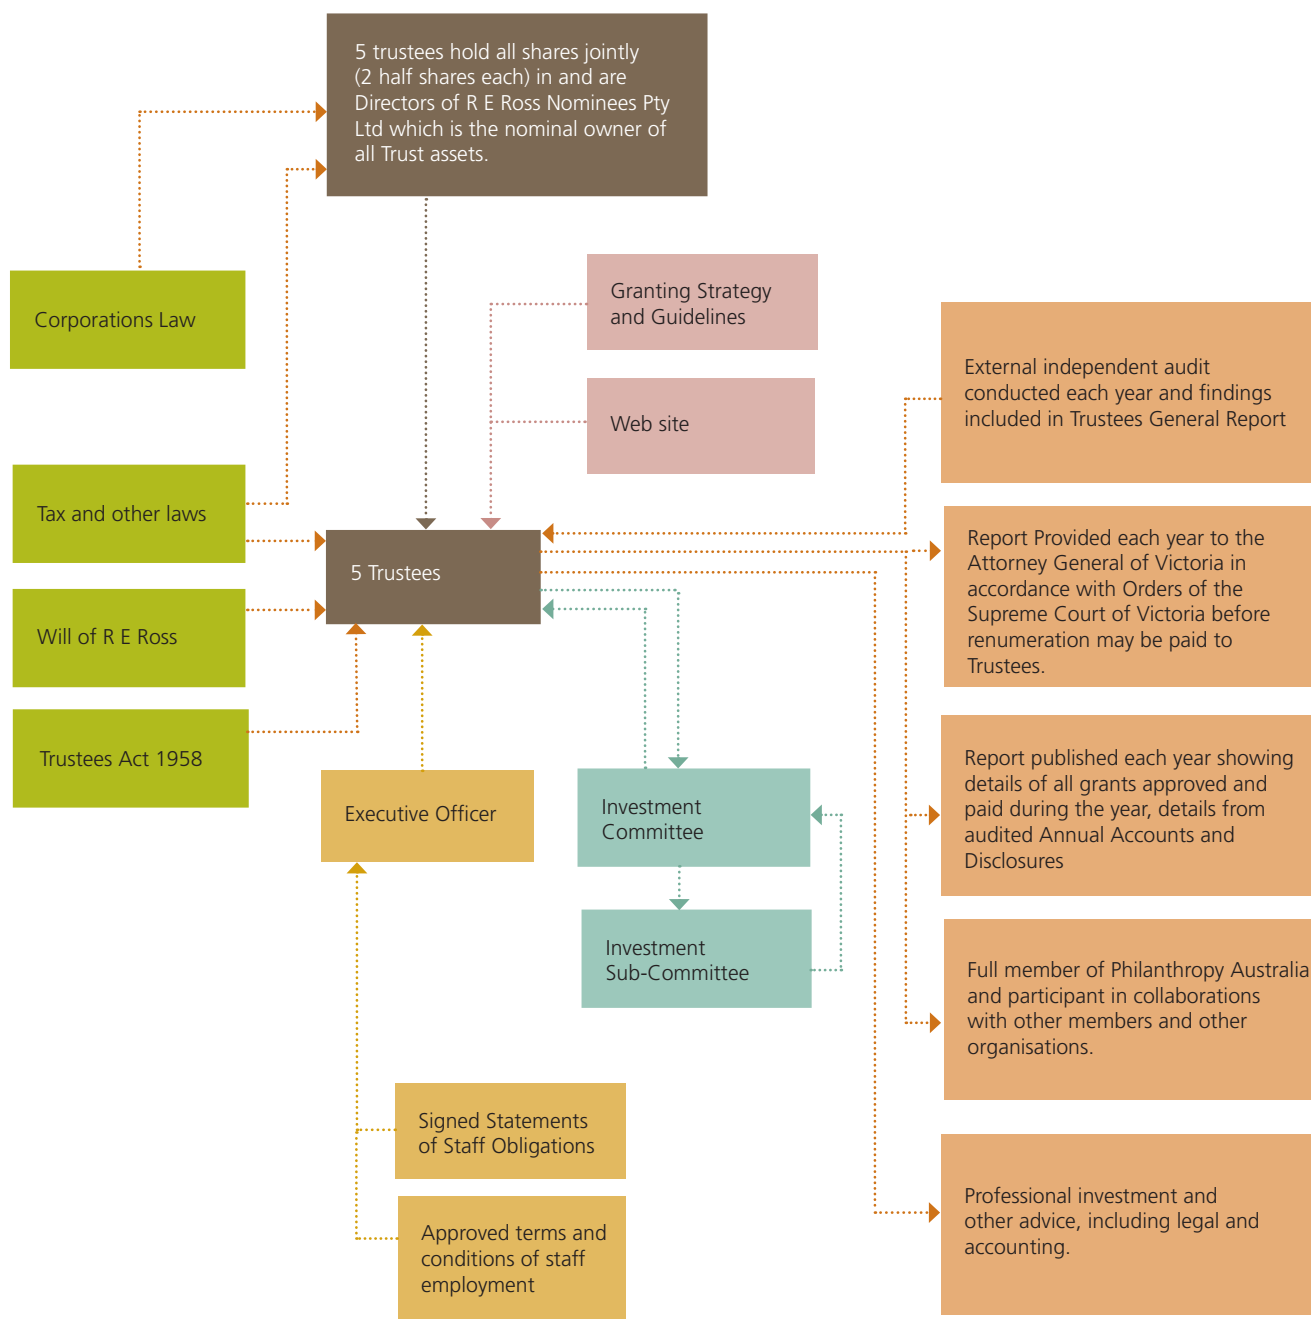 5 trustees hold all shares jointly
(2 half shares each) in and are
Directors of R E Ross Nominees Pty
Ltd which is the nominal owner of
all Trust assets.
Corporations Law
Granting Strategy
and Guidelines
Web site
External independent audit
conducted each year and findings
included in Trustees General Report
Tax and other laws
5 Trustees
Report Provided each year to the
Attorney General of Victoria in
accordance with Orders of the
Supreme Court of Victoria before
renumeration may be paid to
Trustees.
Will of R E Ross
Trustees Act 1958
Executive Officer
Investment
Committee
Report published each year showing
details of all grants approved and
paid during the year, details from
audited Annual Accounts and
Disclosures
Investment
Sub-Committee
Full member of Philanthropy Australia
and participant in collaborations
with other members and other
organisations.
Signed Statements
of Staff Obligations
Approved terms and
conditions of staff
employment
Professional investment and
other advice, including legal and
accounting.